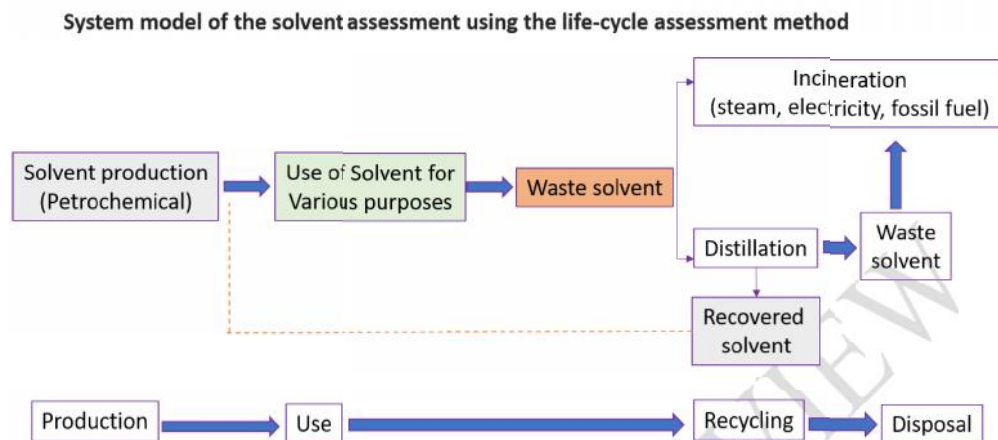 System model of the solvent assessment using the life-cycle assessment method
Incineration
(steam, electricity, fossil fuel)
Solvent production
(Petrochemical)
Use of Solvent for
Various purposes
Waste solvent
Distillation
Waste
solvent
Recovered
solvent
Production
Use
Recycling
Disposal
VIEW